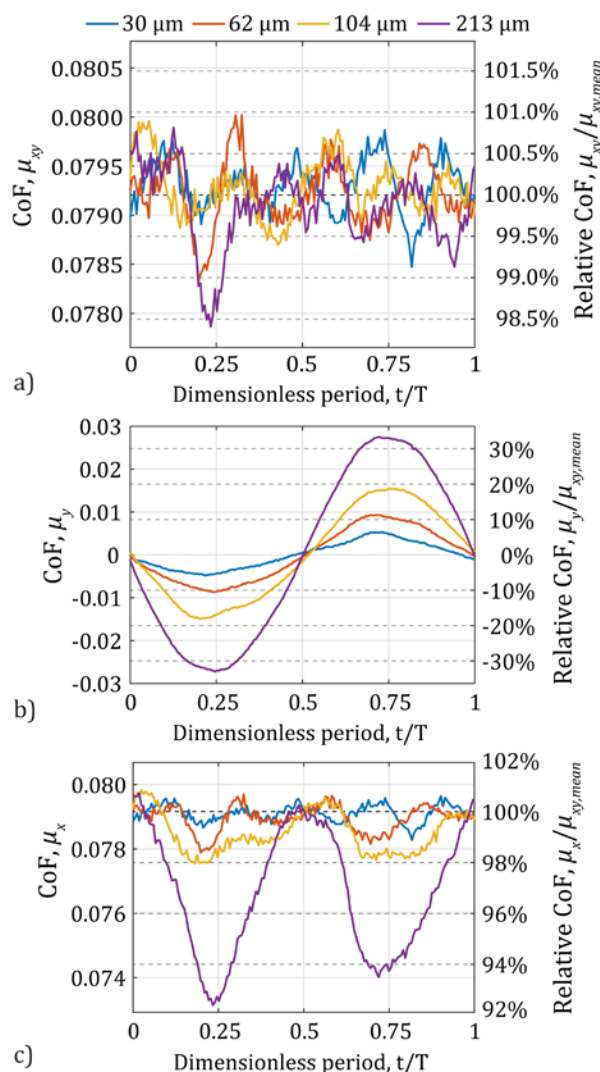 30 μm 62 μm 104 μm 213 μm
a)
CoF, μxy
0.0805
0.0800
0.0795
0.0790
0.0785
0.0780
101.5%
101.0%
100.5%
100.0%
99.5%
99.0%
98.5%
Relative CoF, μxy/μxy,mean
0 0.25 0.50 0.75 1
Dimensionless period, t/T
b)
CoF, μy
0.03
0.02
0.01
0
-0.01
-0.02
-0.03
30%
20%
10%
0%
-10%
-20%
-30%
Relative CoF, μy/μxy,mean
0 0.25 0.5 0.75 1
Dimensionless period, t/T
c)
CoF, μx
0.080
0.078
0.076
0.074
102%
100%
98%
96%
94%
92%
Relative CoF, μx/μxy,mean
0 0.25 0.5 0.75 1
Dimensionless period, t/T